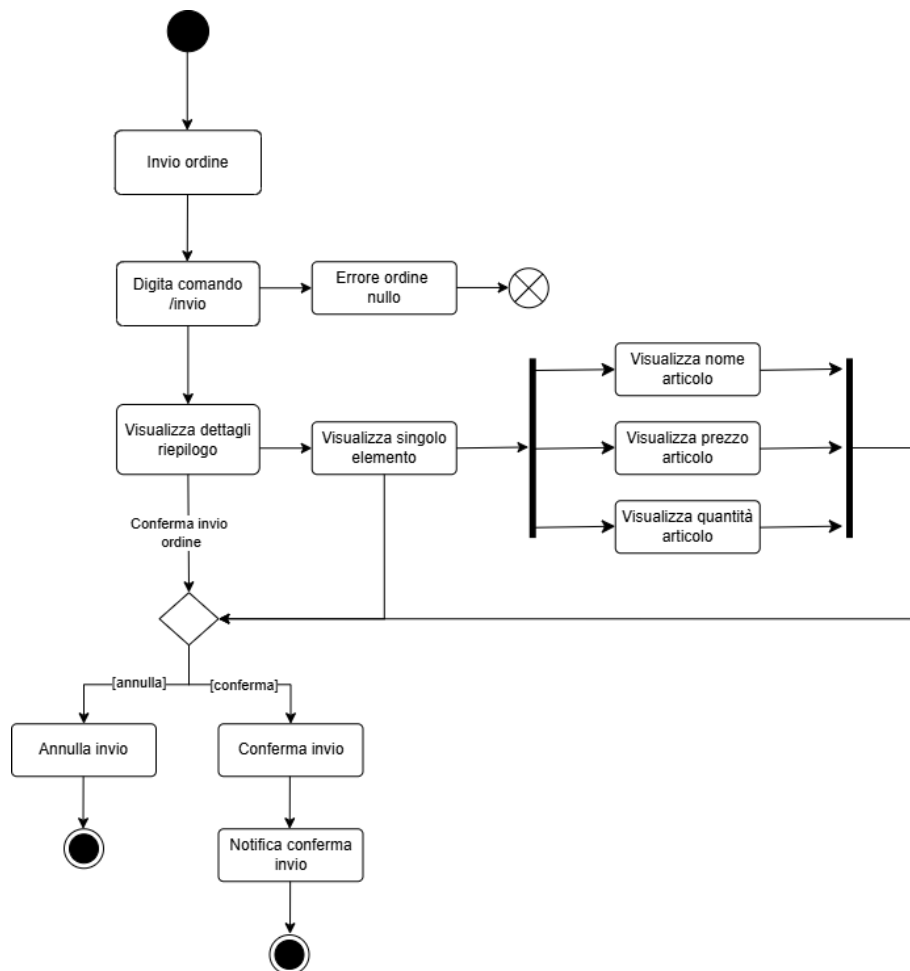 Invio ordine
Digita comando
/invio
Errore ordine
nullo
Visualizza nome
articolo
Visualizza dettagli
riepilogo
Visualizza singolo
elemento
Visualizza prezzo
articolo
Visualizza quantità
articolo
Conferma invio
ordine
[annulla]
[conferma]
Annulla invio
Conferma invio
Notifica conferma
invio